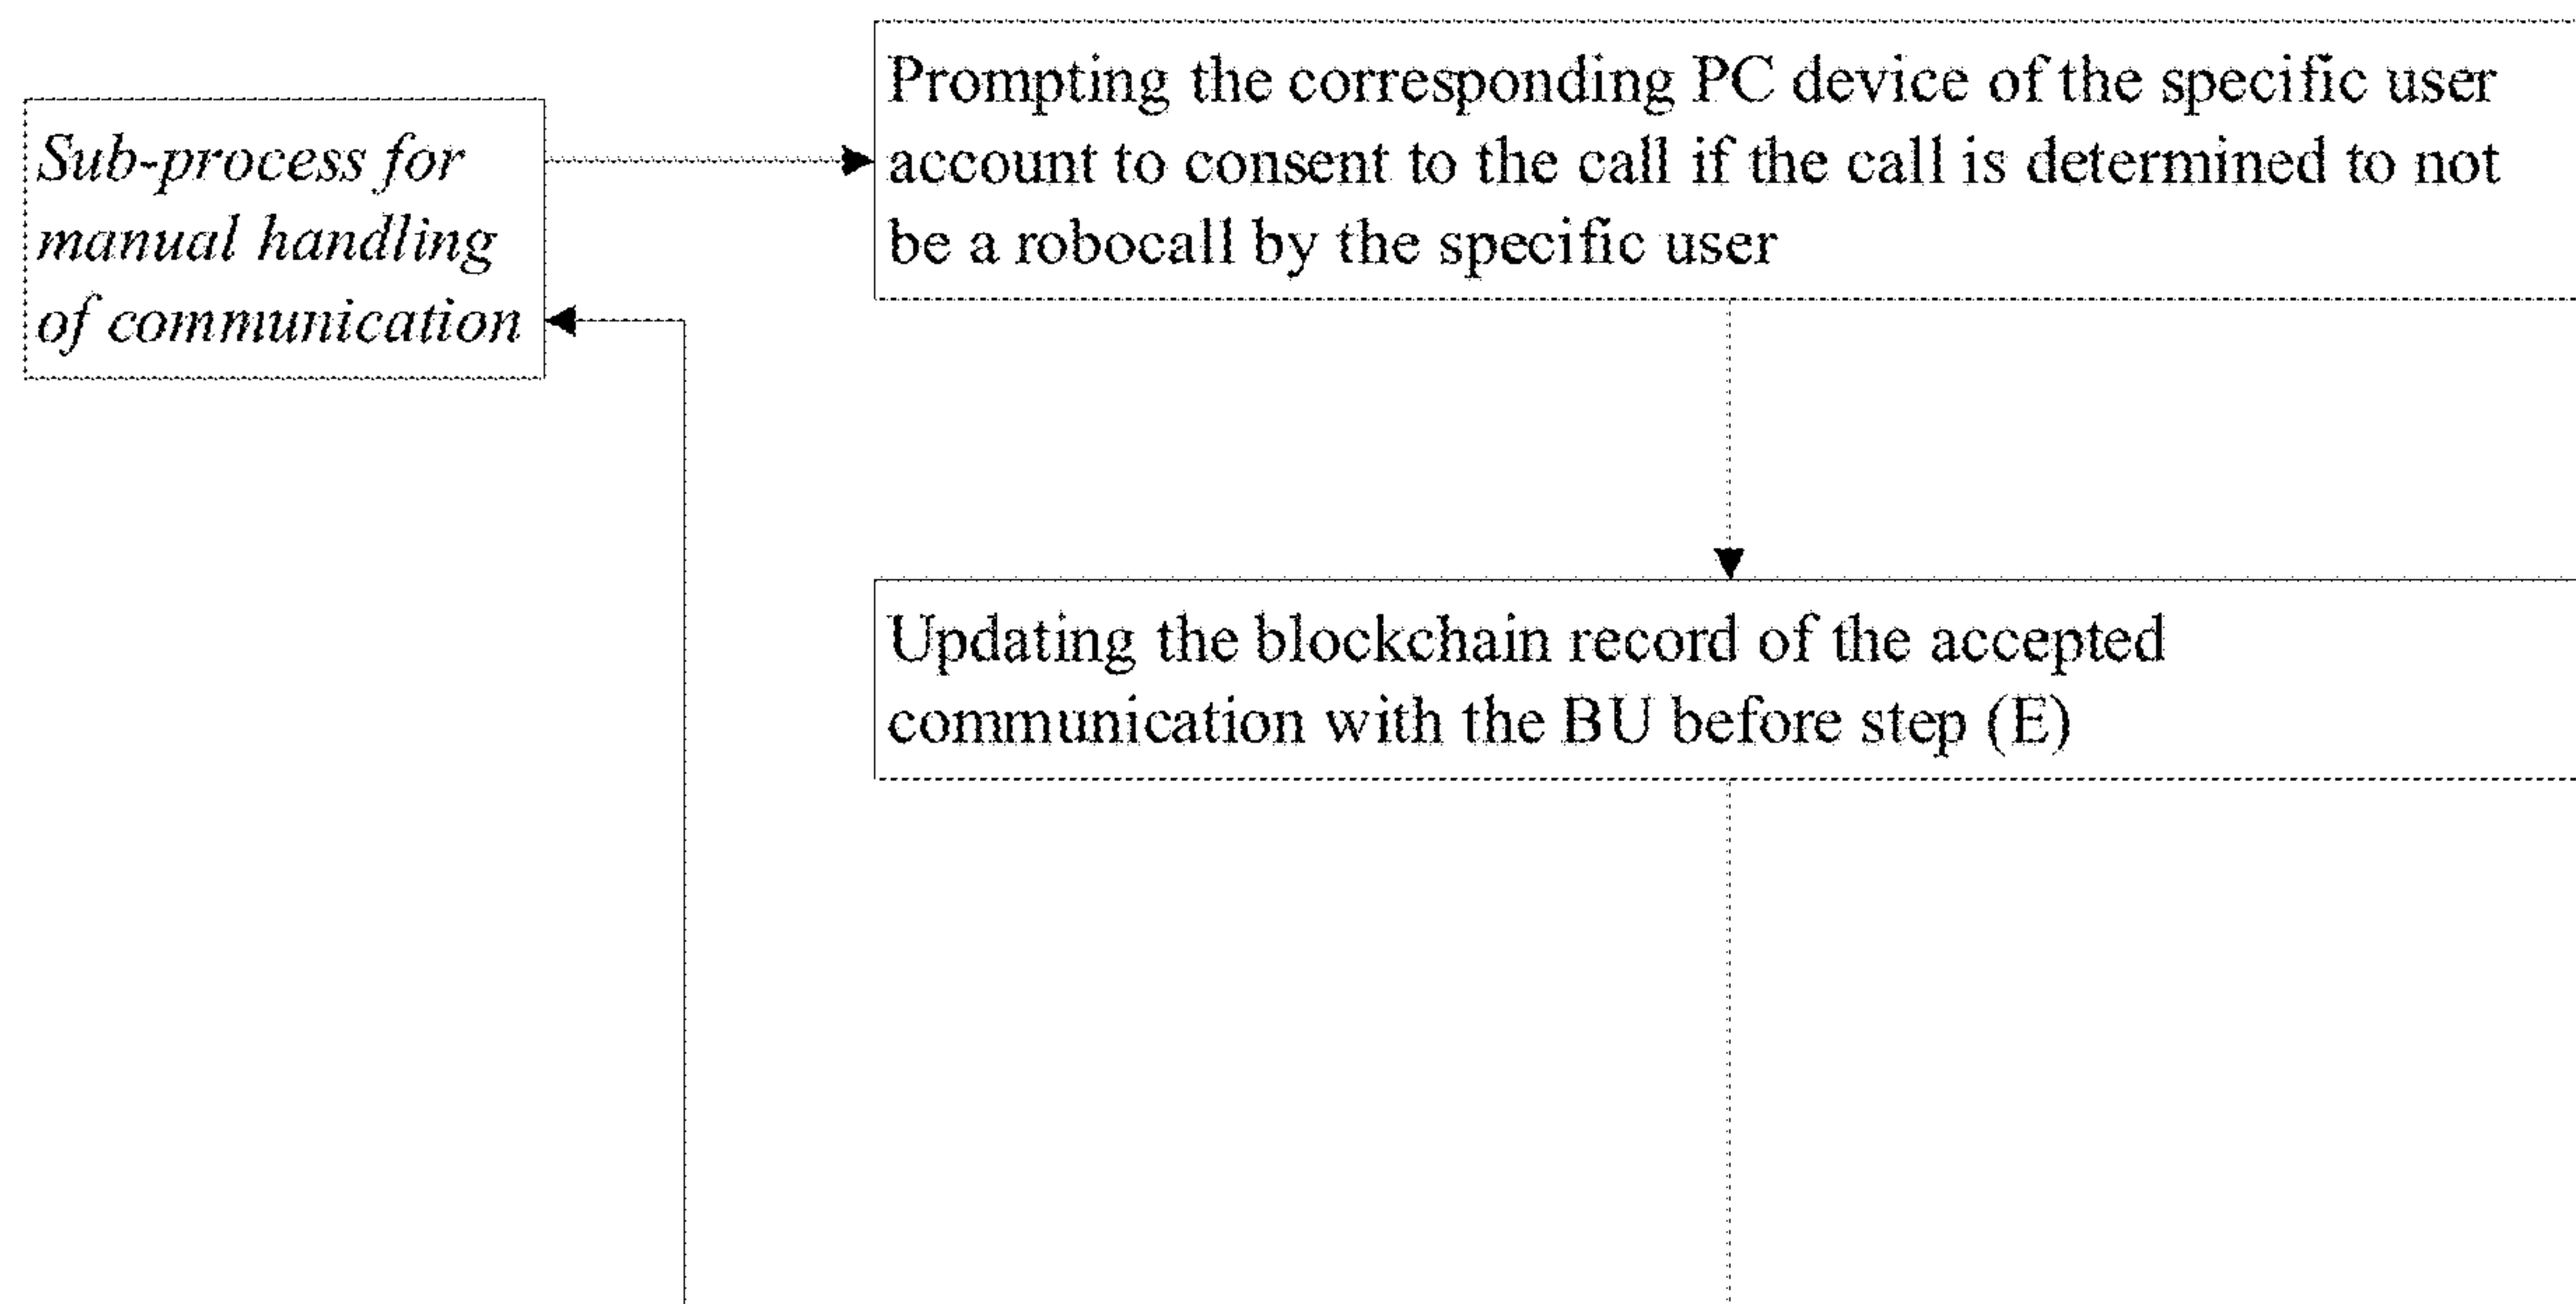 Sub-process for
manual handling
of communication
Prompting the corresponding PC device of the specific user
account to consent to the call if the call is determined to not
be a robocall by the specific user
Updating the blockchain record of the accepted
communication with the BU before step (E)